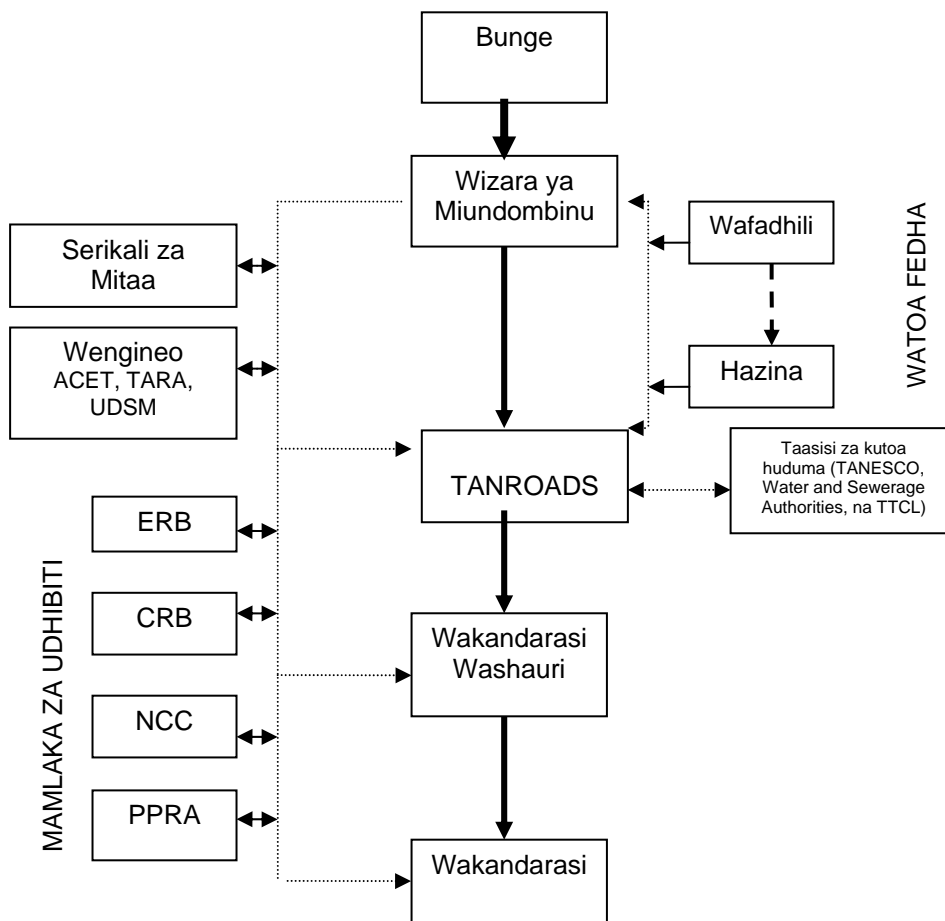 Bunge
Wizara ya
Miundombinu
Wafadhili
WATOA FEDHA
Serikali za
Mitaa
Wengineo
ACET, TARA,
UDSM
Hazina
TANROADS
Taasisi za kutoa
huduma (TANESCO,
Water and Sewerage
Authorities, na TTCL)
MAMLAKA ZA UDHIBITI
ERB
CRB
Wakandarasi
Washauri
NCC
PPRA
Wakandarasi